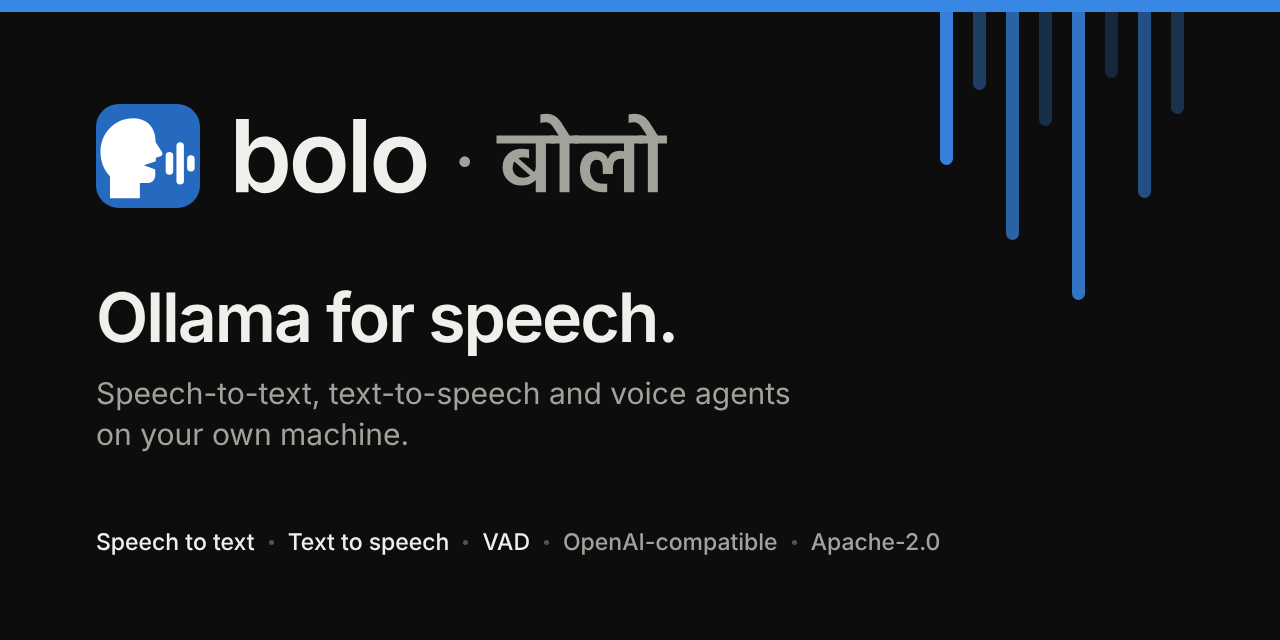 bolo · बोलो
Ollama for speech.
Speech-to-text, text-to-speech and voice agents
on your own machine.
Speech to text · Text to speech · VAD · OpenAI-compatible · Apache-2.0